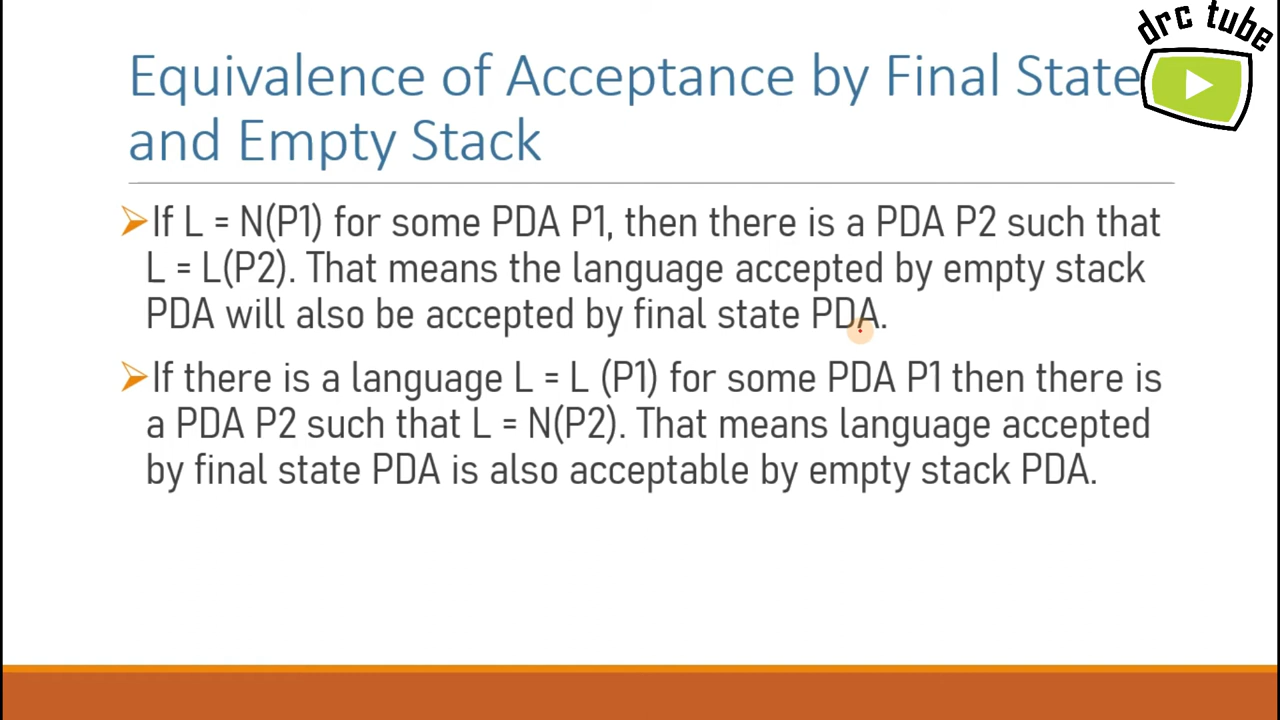 drc tube
Equivalence of Acceptance by Final State
and Empty Stack
If L = N(P1) for some PDA P1, then there is a PDA P2 such that
L = L(P2). That means the language accepted by empty stack
PDA will also be accepted by final state PDA.
If there is a language L = L (P1) for some PDA P1 then there is
a PDA P2 such that L = N(P2). That means language accepted
by final state PDA is also acceptable by empty stack PDA.